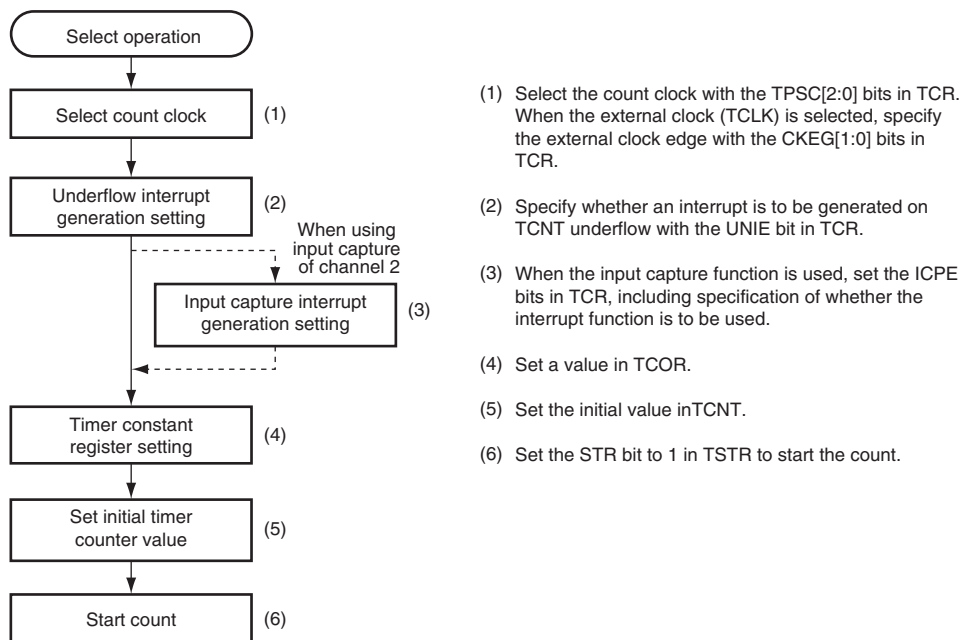 Select operation
Select count clock
(1)
Underflow interrupt
generation setting
(2)
When using
input capture
of channel 2
Input capture interrupt
generation setting
(3)
Timer constant
register setting
(4)
Set initial timer
counter value
(5)
Start count
(6)
(1) Select the count clock with the TPSC[2:0] bits in TCR.
When the external clock (TCLK) is selected, specify
the external clock edge with the CKEG[1:0] bits in
TCR.
(2) Specify whether an interrupt is to be generated on
TCNT underflow with the UNIE bit in TCR.
(3) When the input capture function is used, set the ICPE
bits in TCR, including specification of whether the
interrupt function is to be used.
(4) Set a value in TCOR.
(5) Set the initial value inTCNT.
(6) Set the STR bit to 1 in TSTR to start the count.